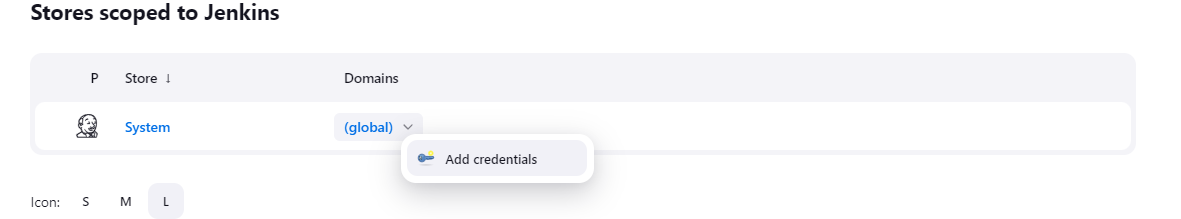 Stores scoped to Jenkins
P Store ↓ Domains
System (global)
Add credentials
Icon: S M L